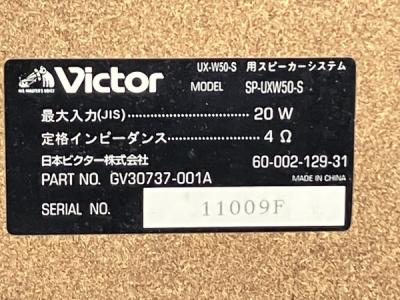 UX-W50-S 用スピーカーシステム
HIS MASTER'S VOICE
Victor MODEL SP-UXW50-S
最大入力(JIS) 20 W
定格インピーダンス 4 Ω
日本ビクター株式会社 60-002-129-31
PART NO. GV30737-001A MADE IN CHINA
SERIAL NO. 11009F